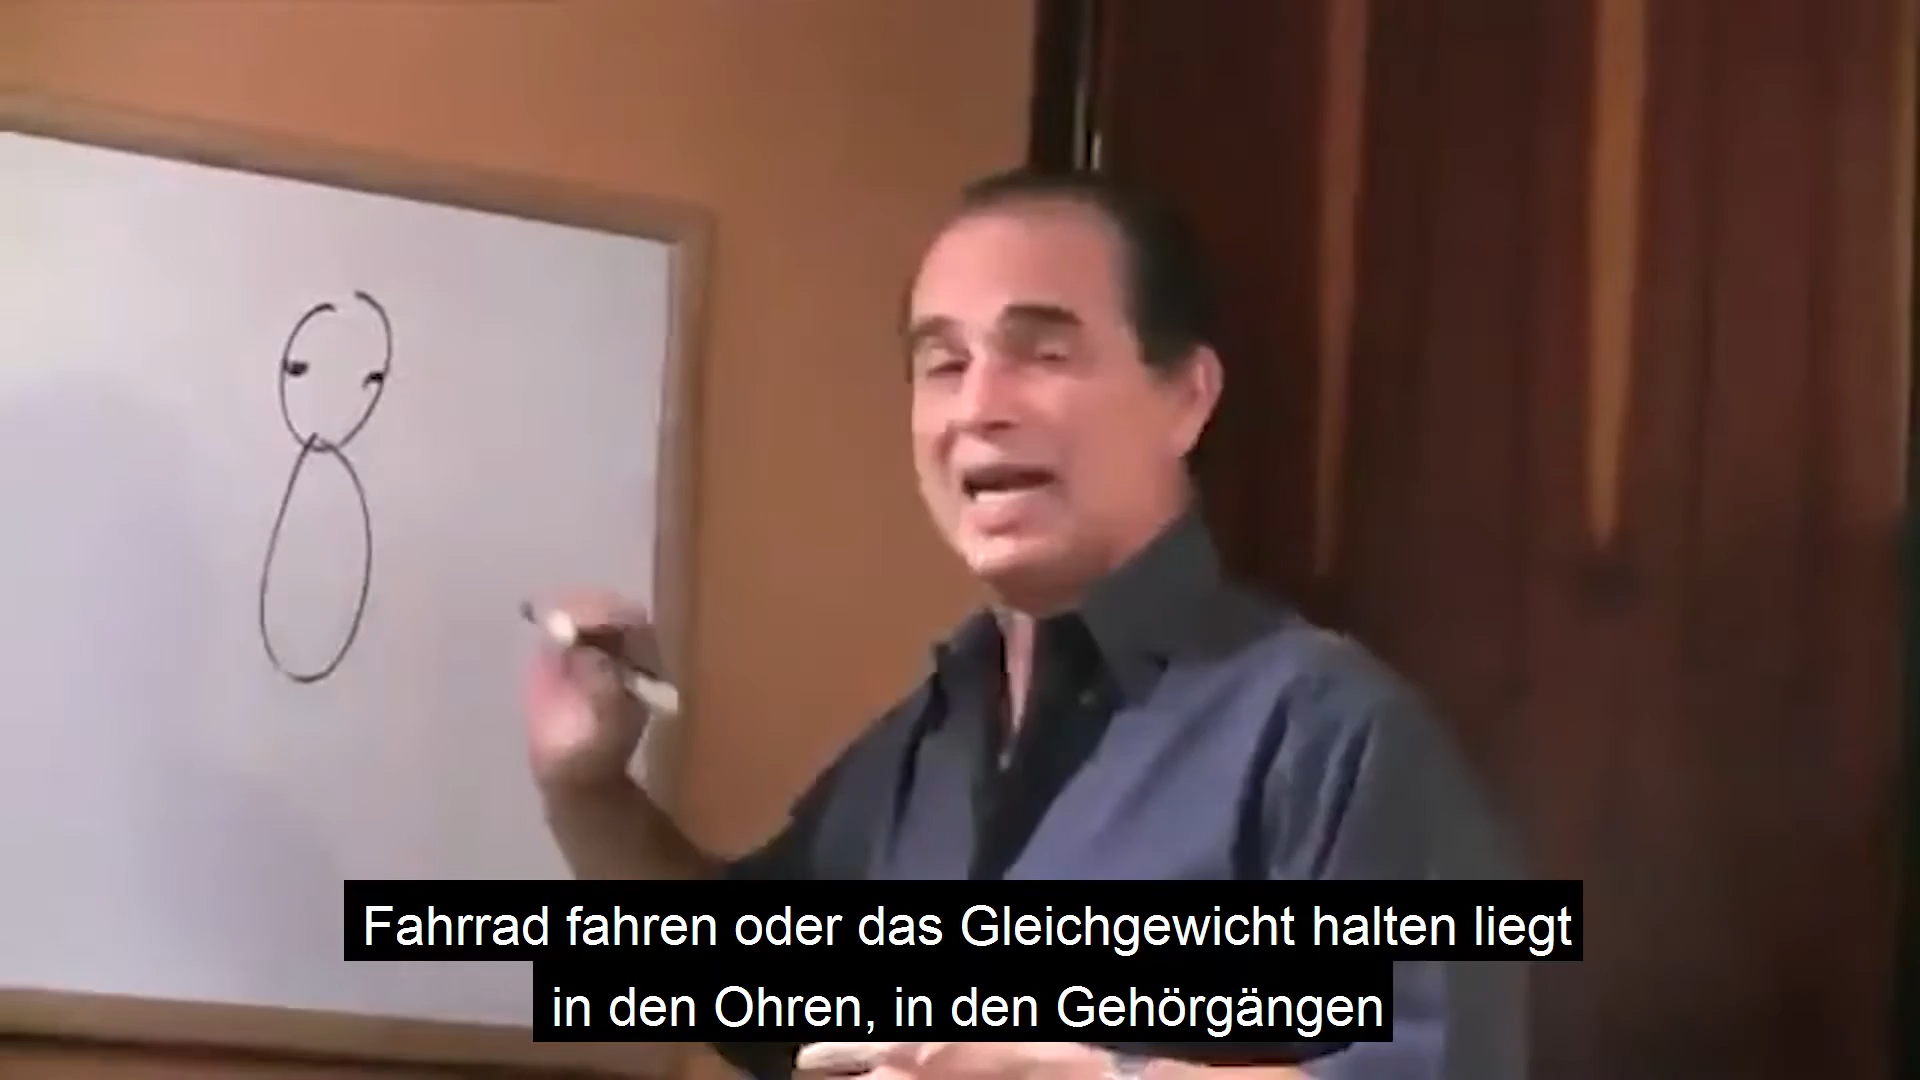 Fahrrad fahren oder das Gleichgewicht halten liegt
in den Ohren, in den Gehörgängen